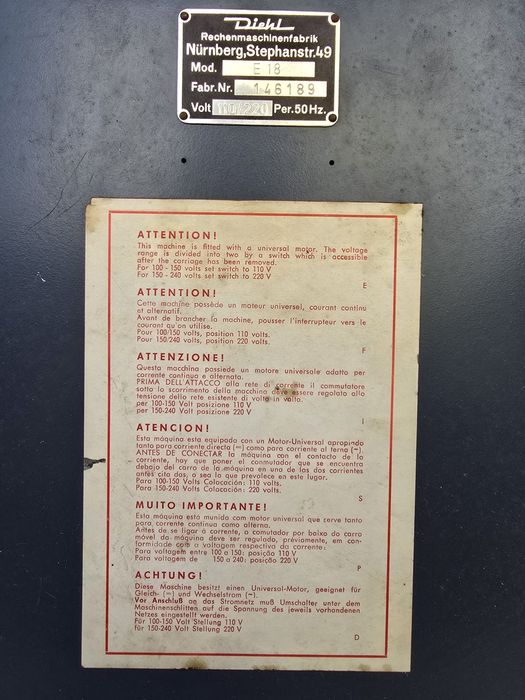 Diehl
Rechenmaschinenfabrik
Nürnberg, Stephanstr. 49
Mod. E 18
Fabr. Nr. 146189
Volt 110/220 Per. 50 Hz.
ATTENTION!
This machine is fitted with a universal motor. The voltage
range is divided into two by a switch which is accessible
after the carriage has been removed.
For 100 - 150 volts set switch to 110 V
For 150 - 240 volts set switch to 220 V
E
ATTENTION!
Cette machine possède un moteur universel, courant continu
et alternatif.
Avant de brancher la machine, pousser l'interrupteur vers le
courant qu'on utilise.
Pour 100/150 volts, position 110 volts.
Pour 150/240 volts, position 220 volts.
F
ATTENZIONE!
Questa macchina possiede un motore universale adatto per
corrente continua e alternata.
PRIMA DELL'ATTACCO alla rete di corrente il commutatore
sotto la scorrimento della macchina deve essere regolato alla
tensione della rete esistente di volta in volta.
per 100-150 Volt posizione 110 V
per 150-240 Volt posizione 220 V
I
ATENCION!
Esta máquina esta equipada con un Motor-Universal apropiado
tanto para corriente directa (=) como para corriente al terna (~).
ANTES DE CONECTAR la máquina con el contacto de la
corriente, hay que poner el conmutador que se encuentra
debajo del carro de la máquina en una de las dos corrientes
antes cita das, o sea la que prevalece en este lugar.
Para 100-150 Volts Colocación: 110 volts.
Para 150-240 Volts Colocación: 220 volts.
S
MUITO IMPORTANTE!
Esta máquina está munida com motor universal que serve tanto
para corrente continua como alterna.
Antes de se ligar á corrente, o comutador por baixo do carro
móvel da máquina deve ser regulado, préviamente, em con-
formidade com a voltagem respectiva da corrente:
Para voltagem entre 100 a 150: posição 110 V
Para voltagem de 150 a 240: posição 220 V
P
ACHTUNG!
Diese Maschine besitzt einen Universal-Motor, geeignet für
Gleich- (=) und Wechselstrom (~).
Vor Anschluß an das Stromnetz muß Umschalter unter dem
Maschinenschlitten auf die Spannung des jeweils vorhandenen
Netzes eingestellt werden.
Für 100-150 Volt Stellung 110 V
für 150-240 Volt Stellung 220 V
D